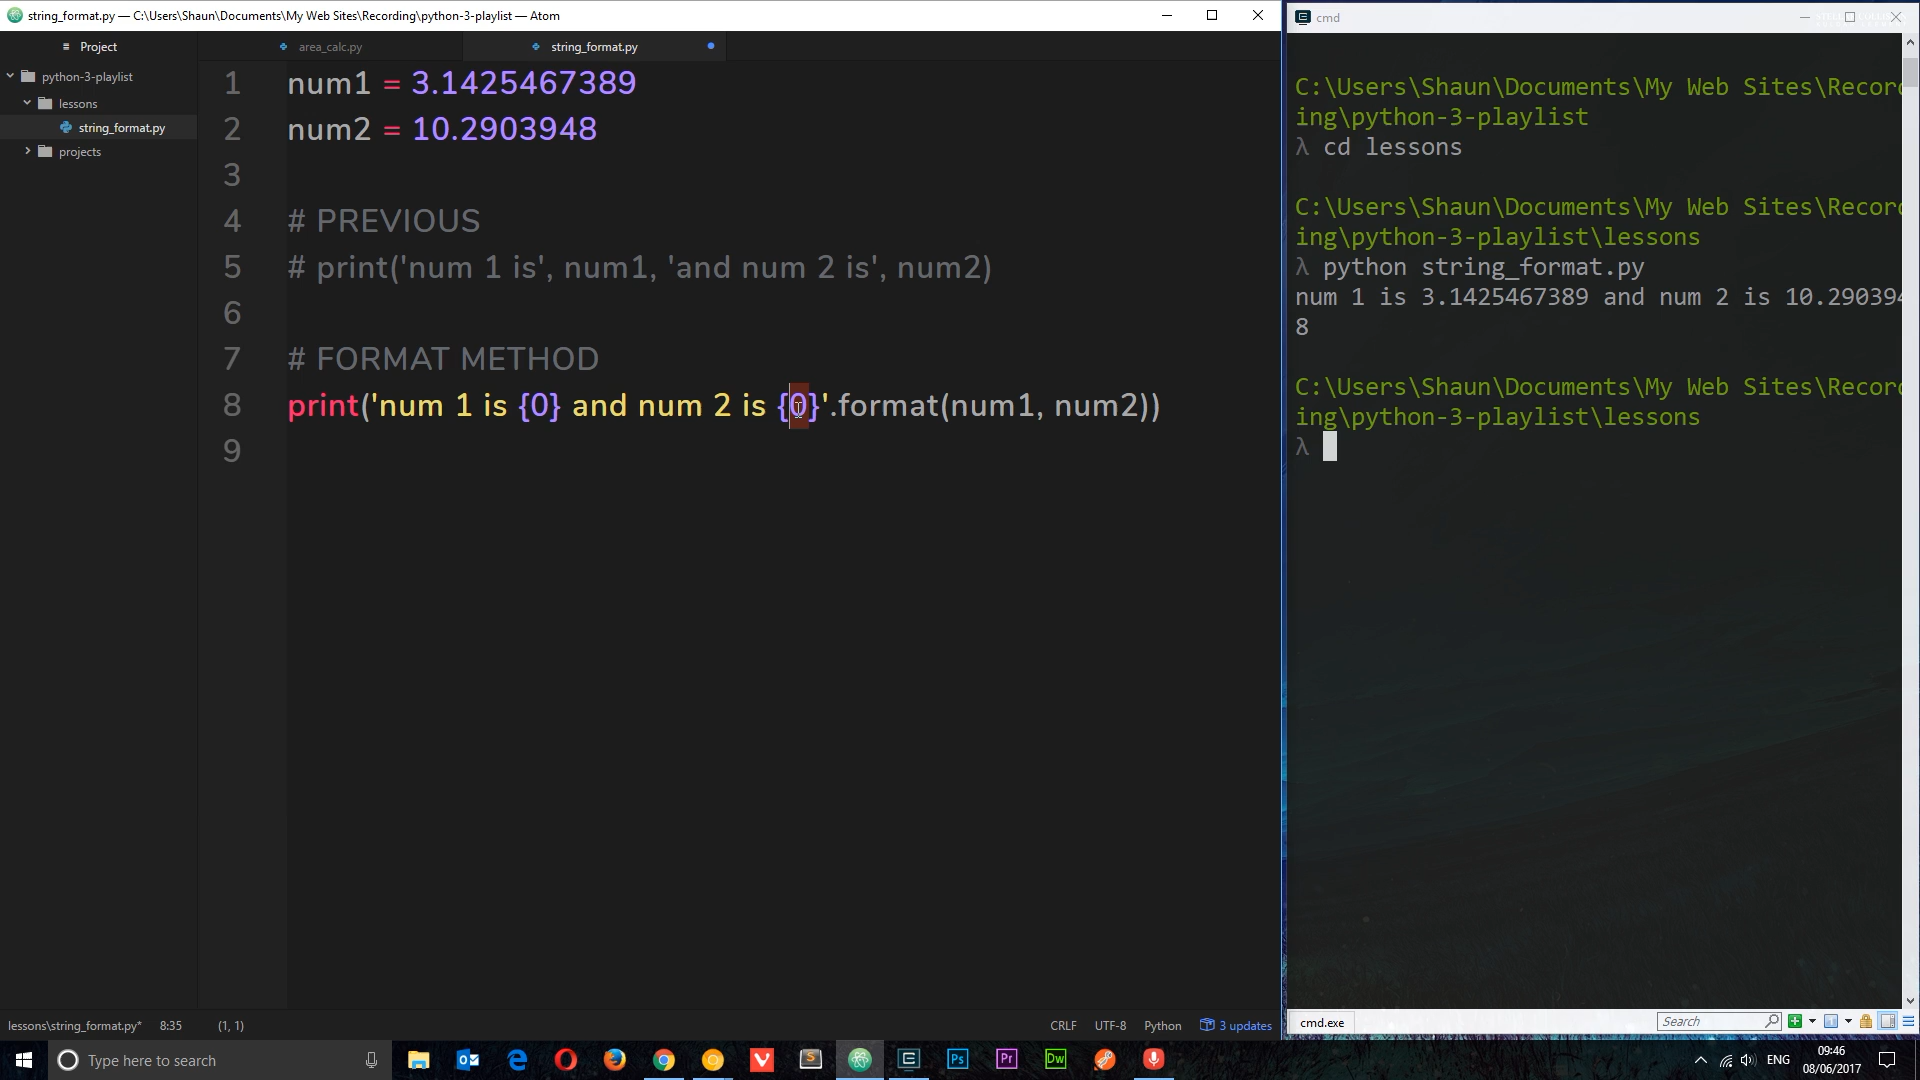 string_format.py — C:\Users\Shaun\Documents\My Web Sites\Recording\python-3-playlist — Atom
Project
python-3-playlist
lessons
string_format.py
projects
area_calc.py
string_format.py
1 num1 = 3.1425467389
2 num2 = 10.2903948
3
4 # PREVIOUS
5 # print('num 1 is', num1, 'and num 2 is', num2)
6
7 # FORMAT METHOD
8 print('num 1 is {0} and num 2 is {0}'.format(num1, num2))
9
lessons\string_format.py*
8:35
(1, 1)
CRLF
UTF-8
Python
3 updates
cmd
C:\Users\Shaun\Documents\My Web Sites\Record
ing\python-3-playlist
λ cd lessons
C:\Users\Shaun\Documents\My Web Sites\Record
ing\python-3-playlist\lessons
λ python string_format.py
num 1 is 3.1425467389 and num 2 is 10.290394
8
C:\Users\Shaun\Documents\My Web Sites\Record
ing\python-3-playlist\lessons
λ
cmd.exe
Search
Type here to search
Ps
Pr
Dw
ENG
09:46
08/06/2017